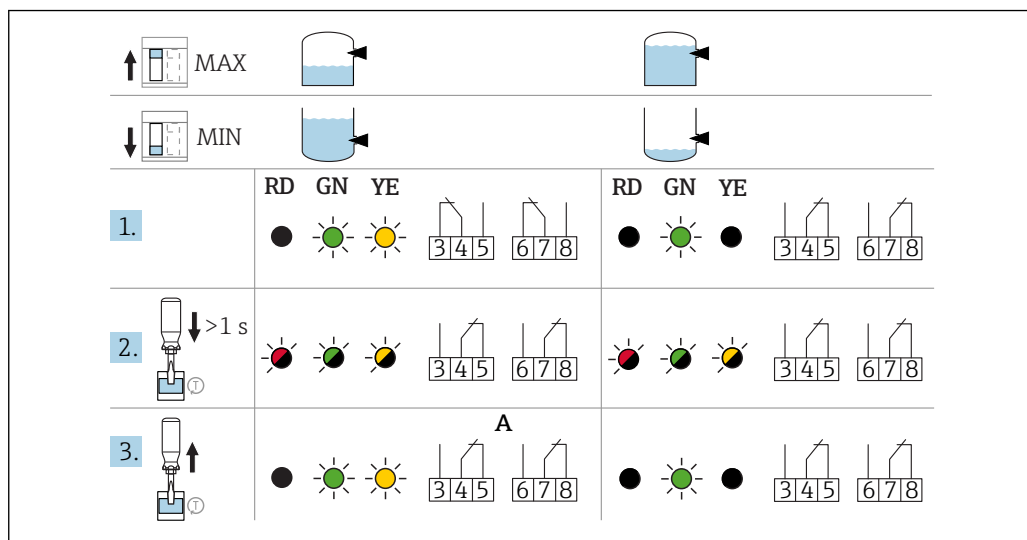 MAX
MIN
RD GN YE RD GN YE
1. 3 4 5 6 7 8 3 4 5 6 7 8
2. >1 s T 3 4 5 6 7 8 3 4 5 6 7 8
A
3. T 3 4 5 6 7 8 3 4 5 6 7 8